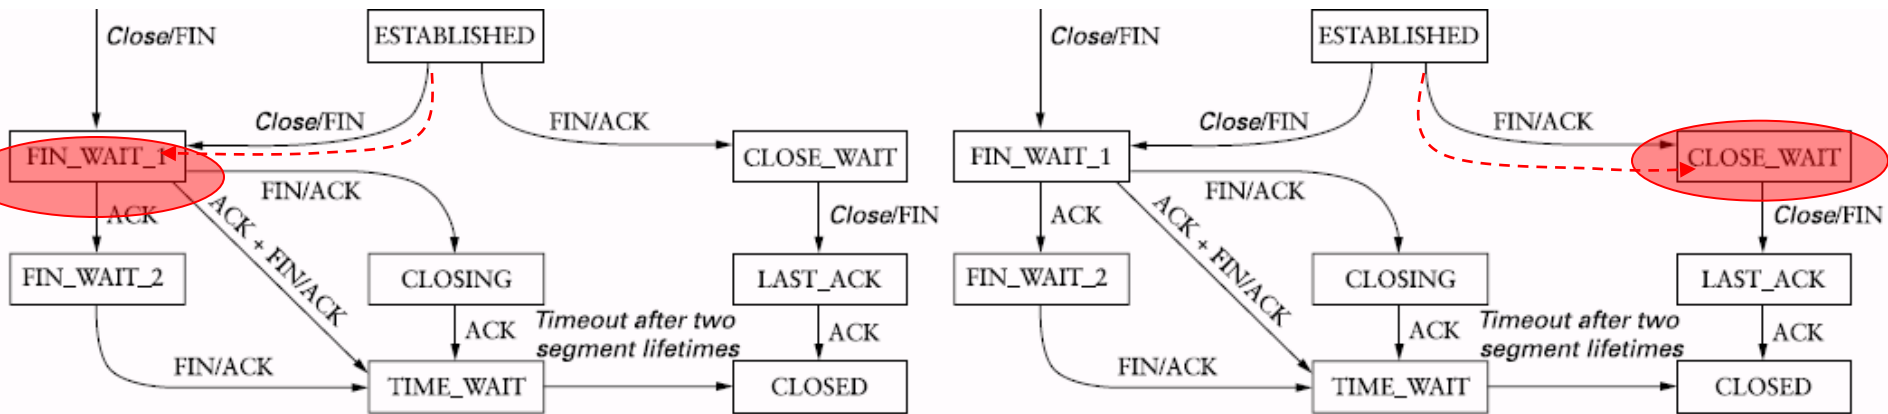 Close/FIN
ESTABLISHED
Close/FIN
FIN/ACK
FIN_WAIT_1
CLOSE_WAIT
FIN/ACK
ACK
ACK + FIN/ACK
Close/FIN
FIN_WAIT_2
CLOSING
LAST_ACK
ACK
Timeout after two
segment lifetimes
ACK
FIN/ACK
TIME_WAIT
CLOSED
Close/FIN
ESTABLISHED
Close/FIN
FIN/ACK
FIN_WAIT_1
CLOSE_WAIT
FIN/ACK
ACK
ACK + FIN/ACK
Close/FIN
FIN_WAIT_2
CLOSING
LAST_ACK
ACK
Timeout after two
segment lifetimes
ACK
FIN/ACK
TIME_WAIT
CLOSED